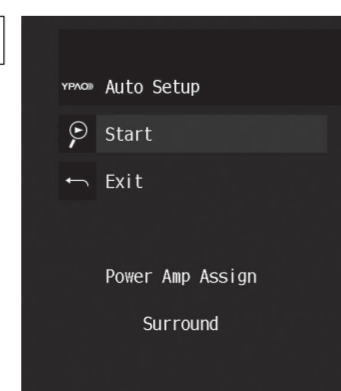 YPAO Auto Setup
Start
Exit
Power Amp Assign
Surround